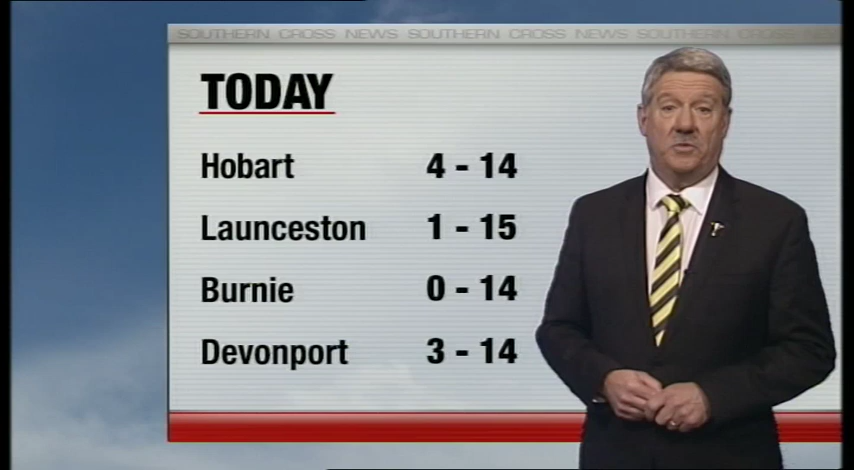 SOUTHERN CROSS NEWS SOUTHERN CROSS NEWS SOUTHERN CROSS
TODAY
Hobart 4 - 14
Launceston 1 - 15
Burnie 0 - 14
Devonport 3 - 14